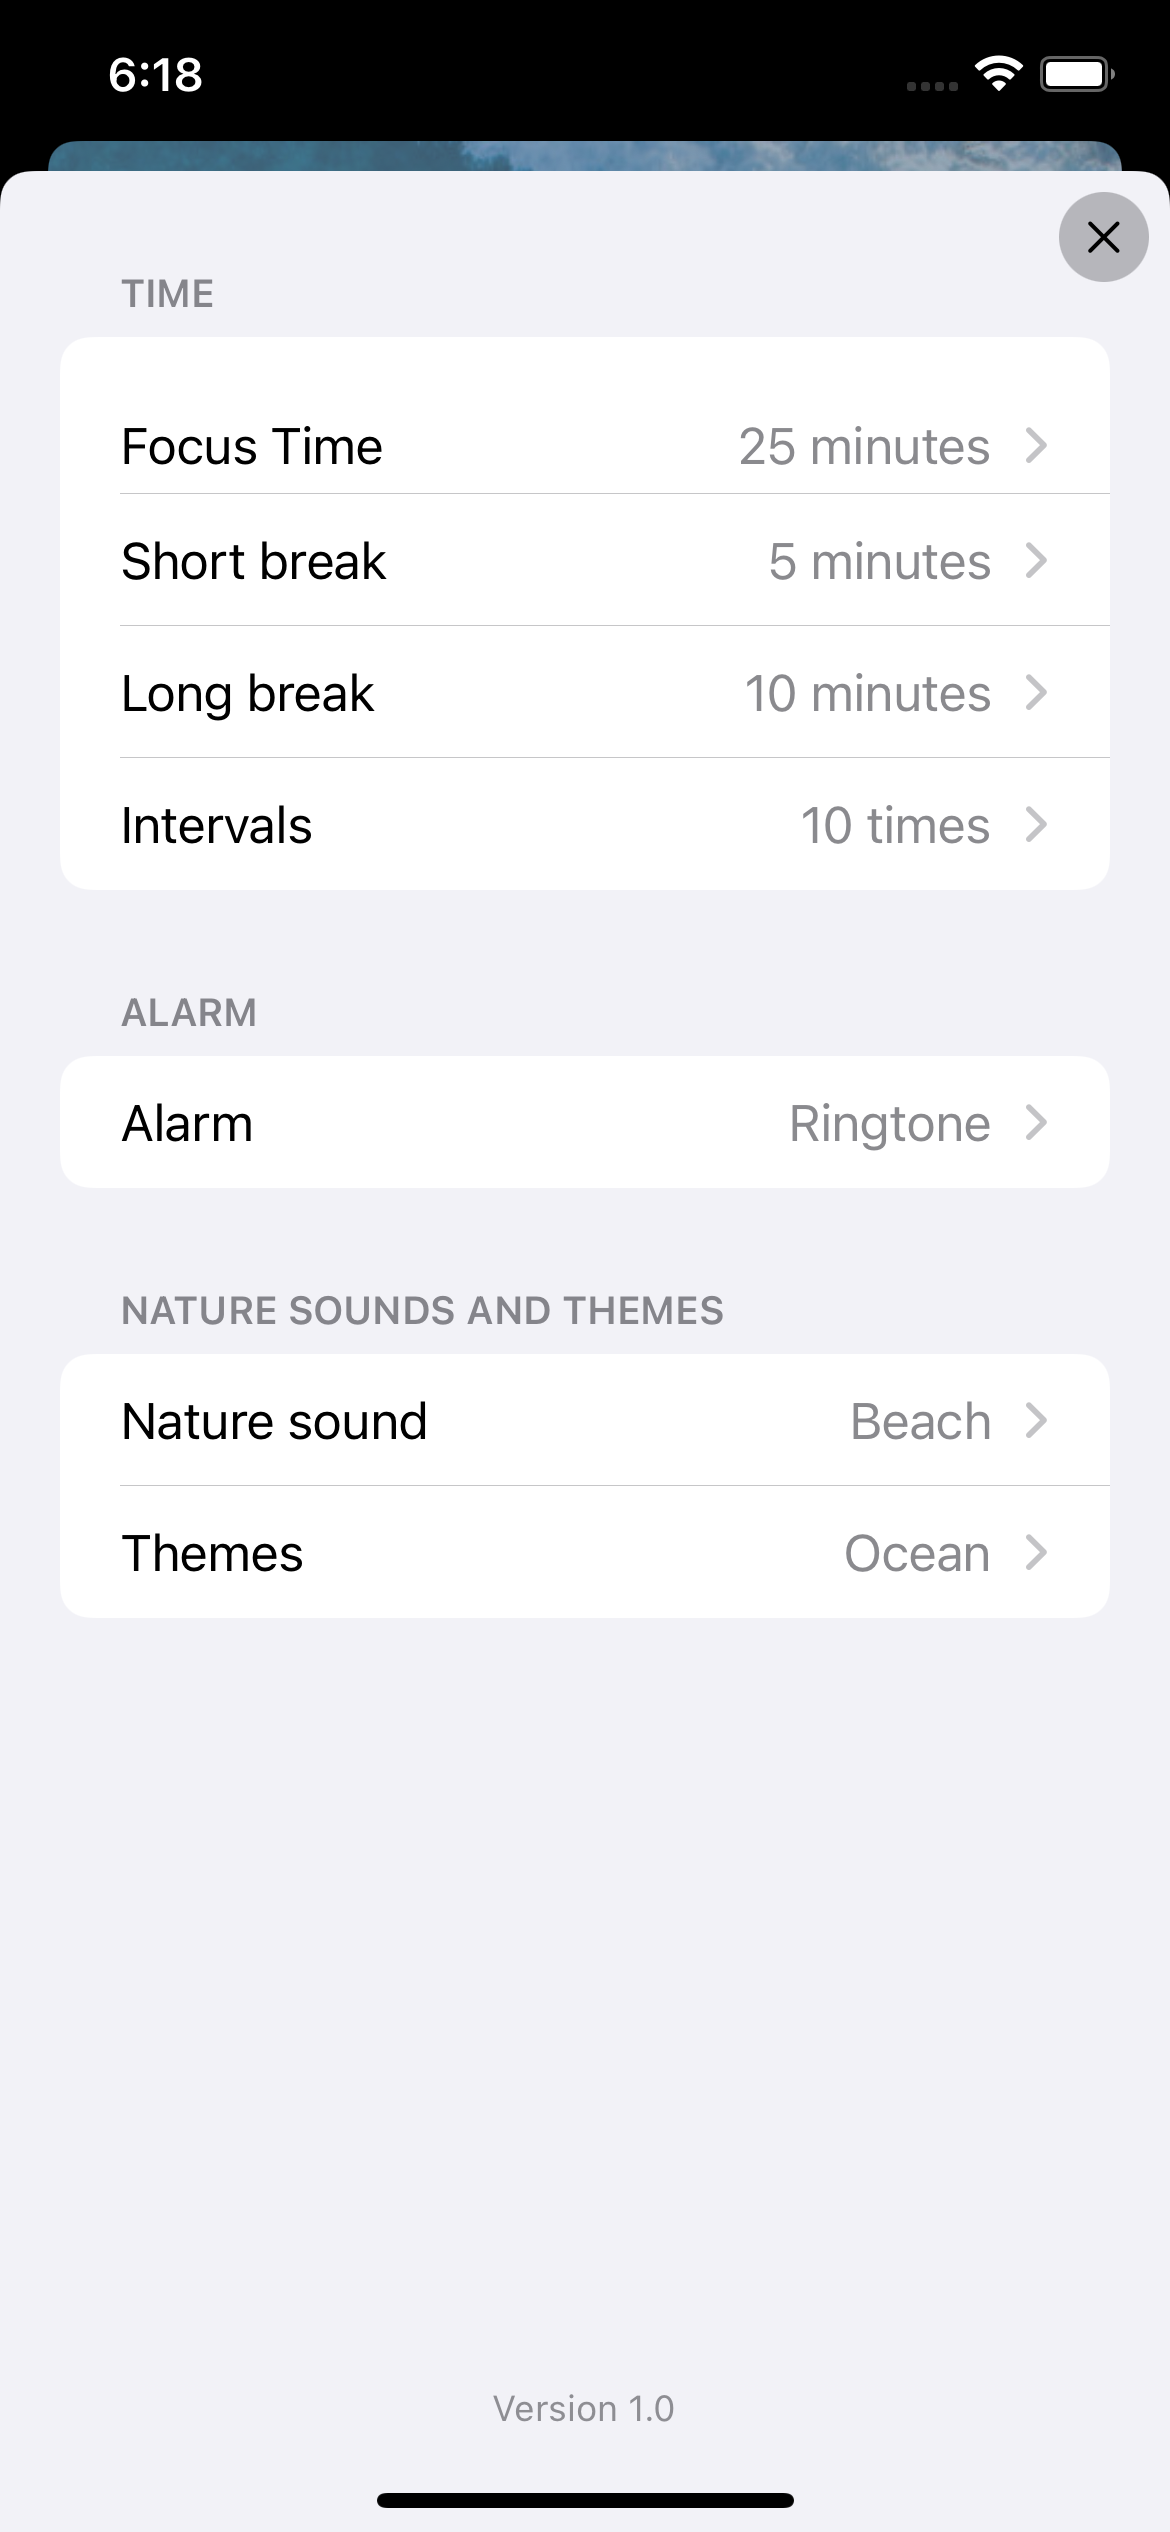 6:18
TIME
Focus Time 25 minutes
Short break 5 minutes
Long break 10 minutes
Intervals 10 times
ALARM
Alarm Ringtone
NATURE SOUNDS AND THEMES
Nature sound Beach
Themes Ocean
Version 1.0